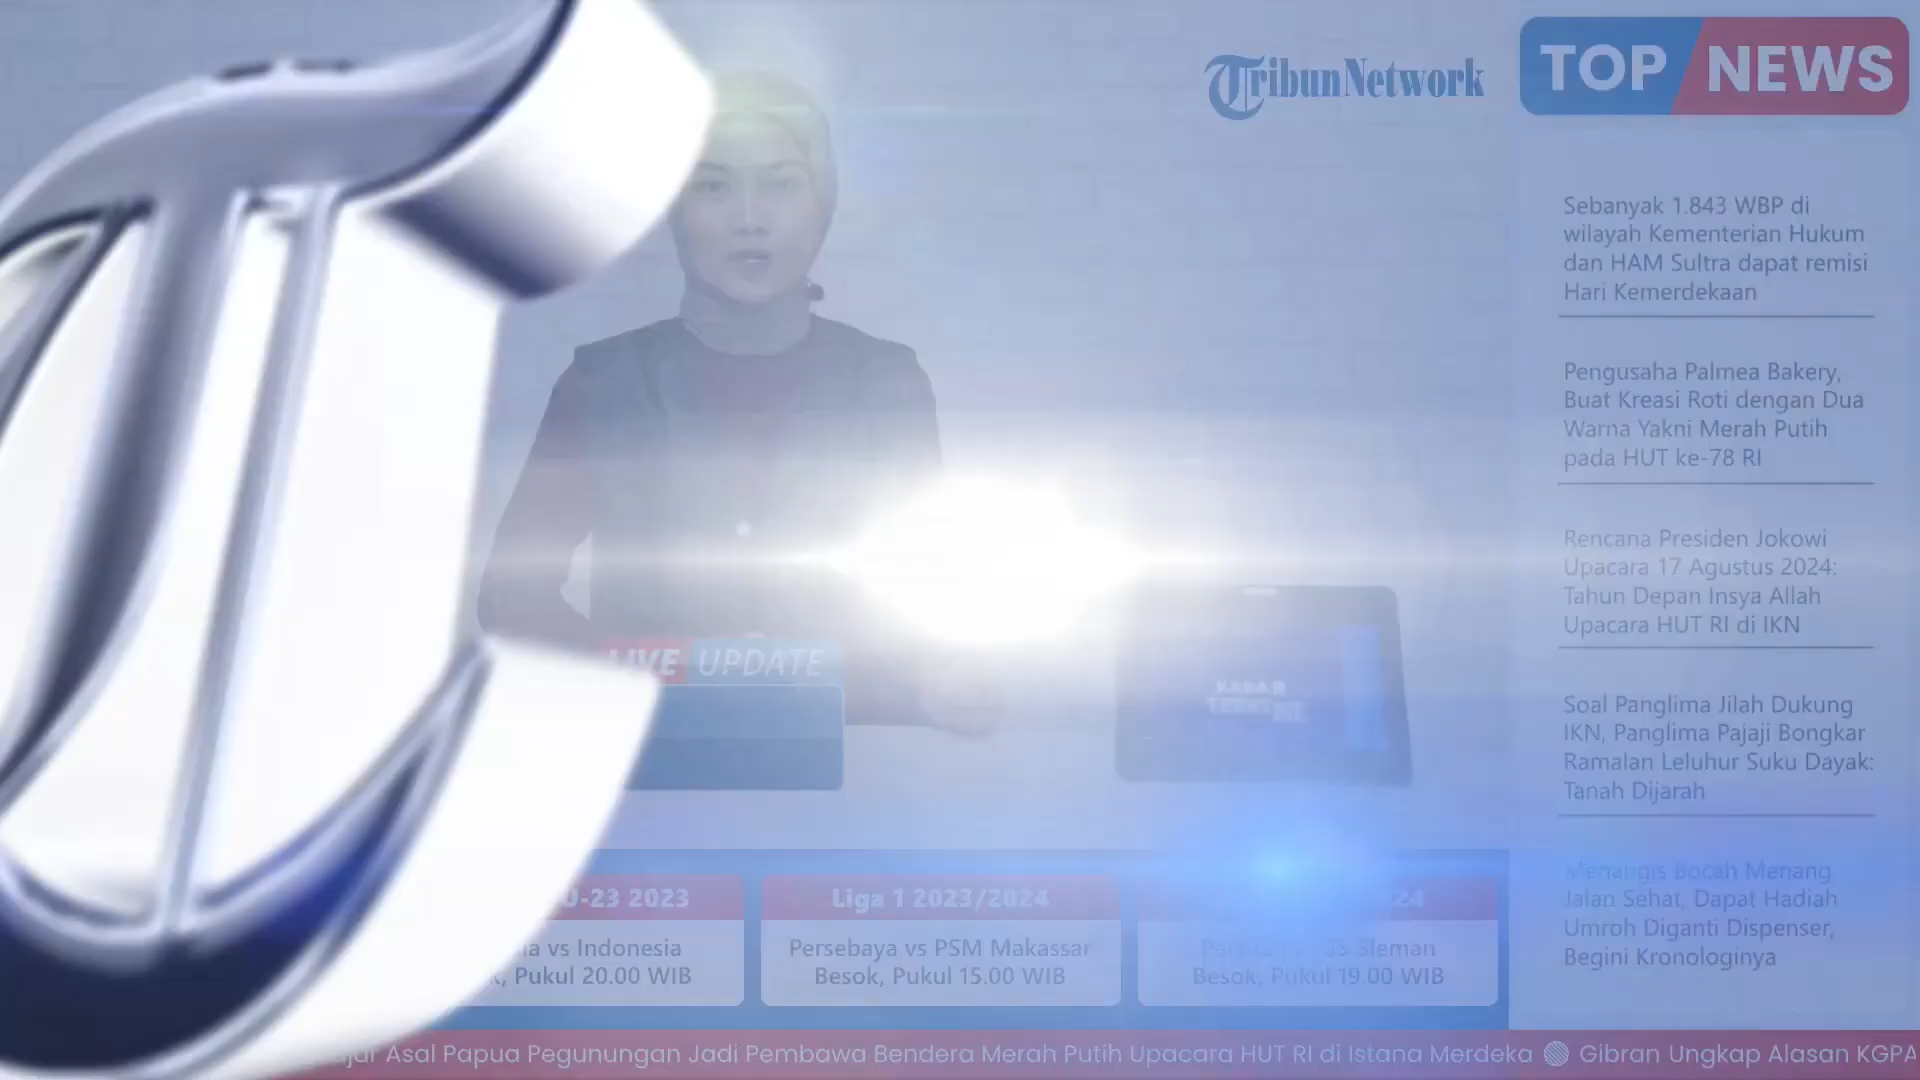 TribunNetwork
TOP NEWS
Sebanyak 1.843 WBP di
wilayah Kementerian Hukum
dan HAM Sultra dapat remisi
Hari Kemerdekaan
Pengusaha Palmea Bakery,
Buat Kreasi Roti dengan Dua
Warna Yakni Merah Putih
pada HUT ke-78 RI
Rencana Presiden Jokowi
Upacara 17 Agustus 2024:
Tahun Depan Insya Allah
Upacara HUT RI di IKN
Soal Panglima Jilah Dukung
IKN, Panglima Pajaji Bongkar
Ramalan Leluhur Suku Dayak:
Tanah Dijarah
Menangis Bocah Menang
Jalan Sehat, Dapat Hadiah
Umroh Diganti Dispenser,
Begini Kronologinya
LIVE UPDATE
U-23 2023
vs Indonesia
Pukul 20.00 WIB
Liga 1 2023/2024
Persebaya vs PSM Makassar
Besok, Pukul 15.00 WIB
24
Sleman
Besok, Pukul 19.00 WIB
Asal Papua Pegunungan Jadi Pembawa Bendera Merah Putih Upacara HUT RI di Istana Merdeka Gibran Ungkap Alasan KGPA